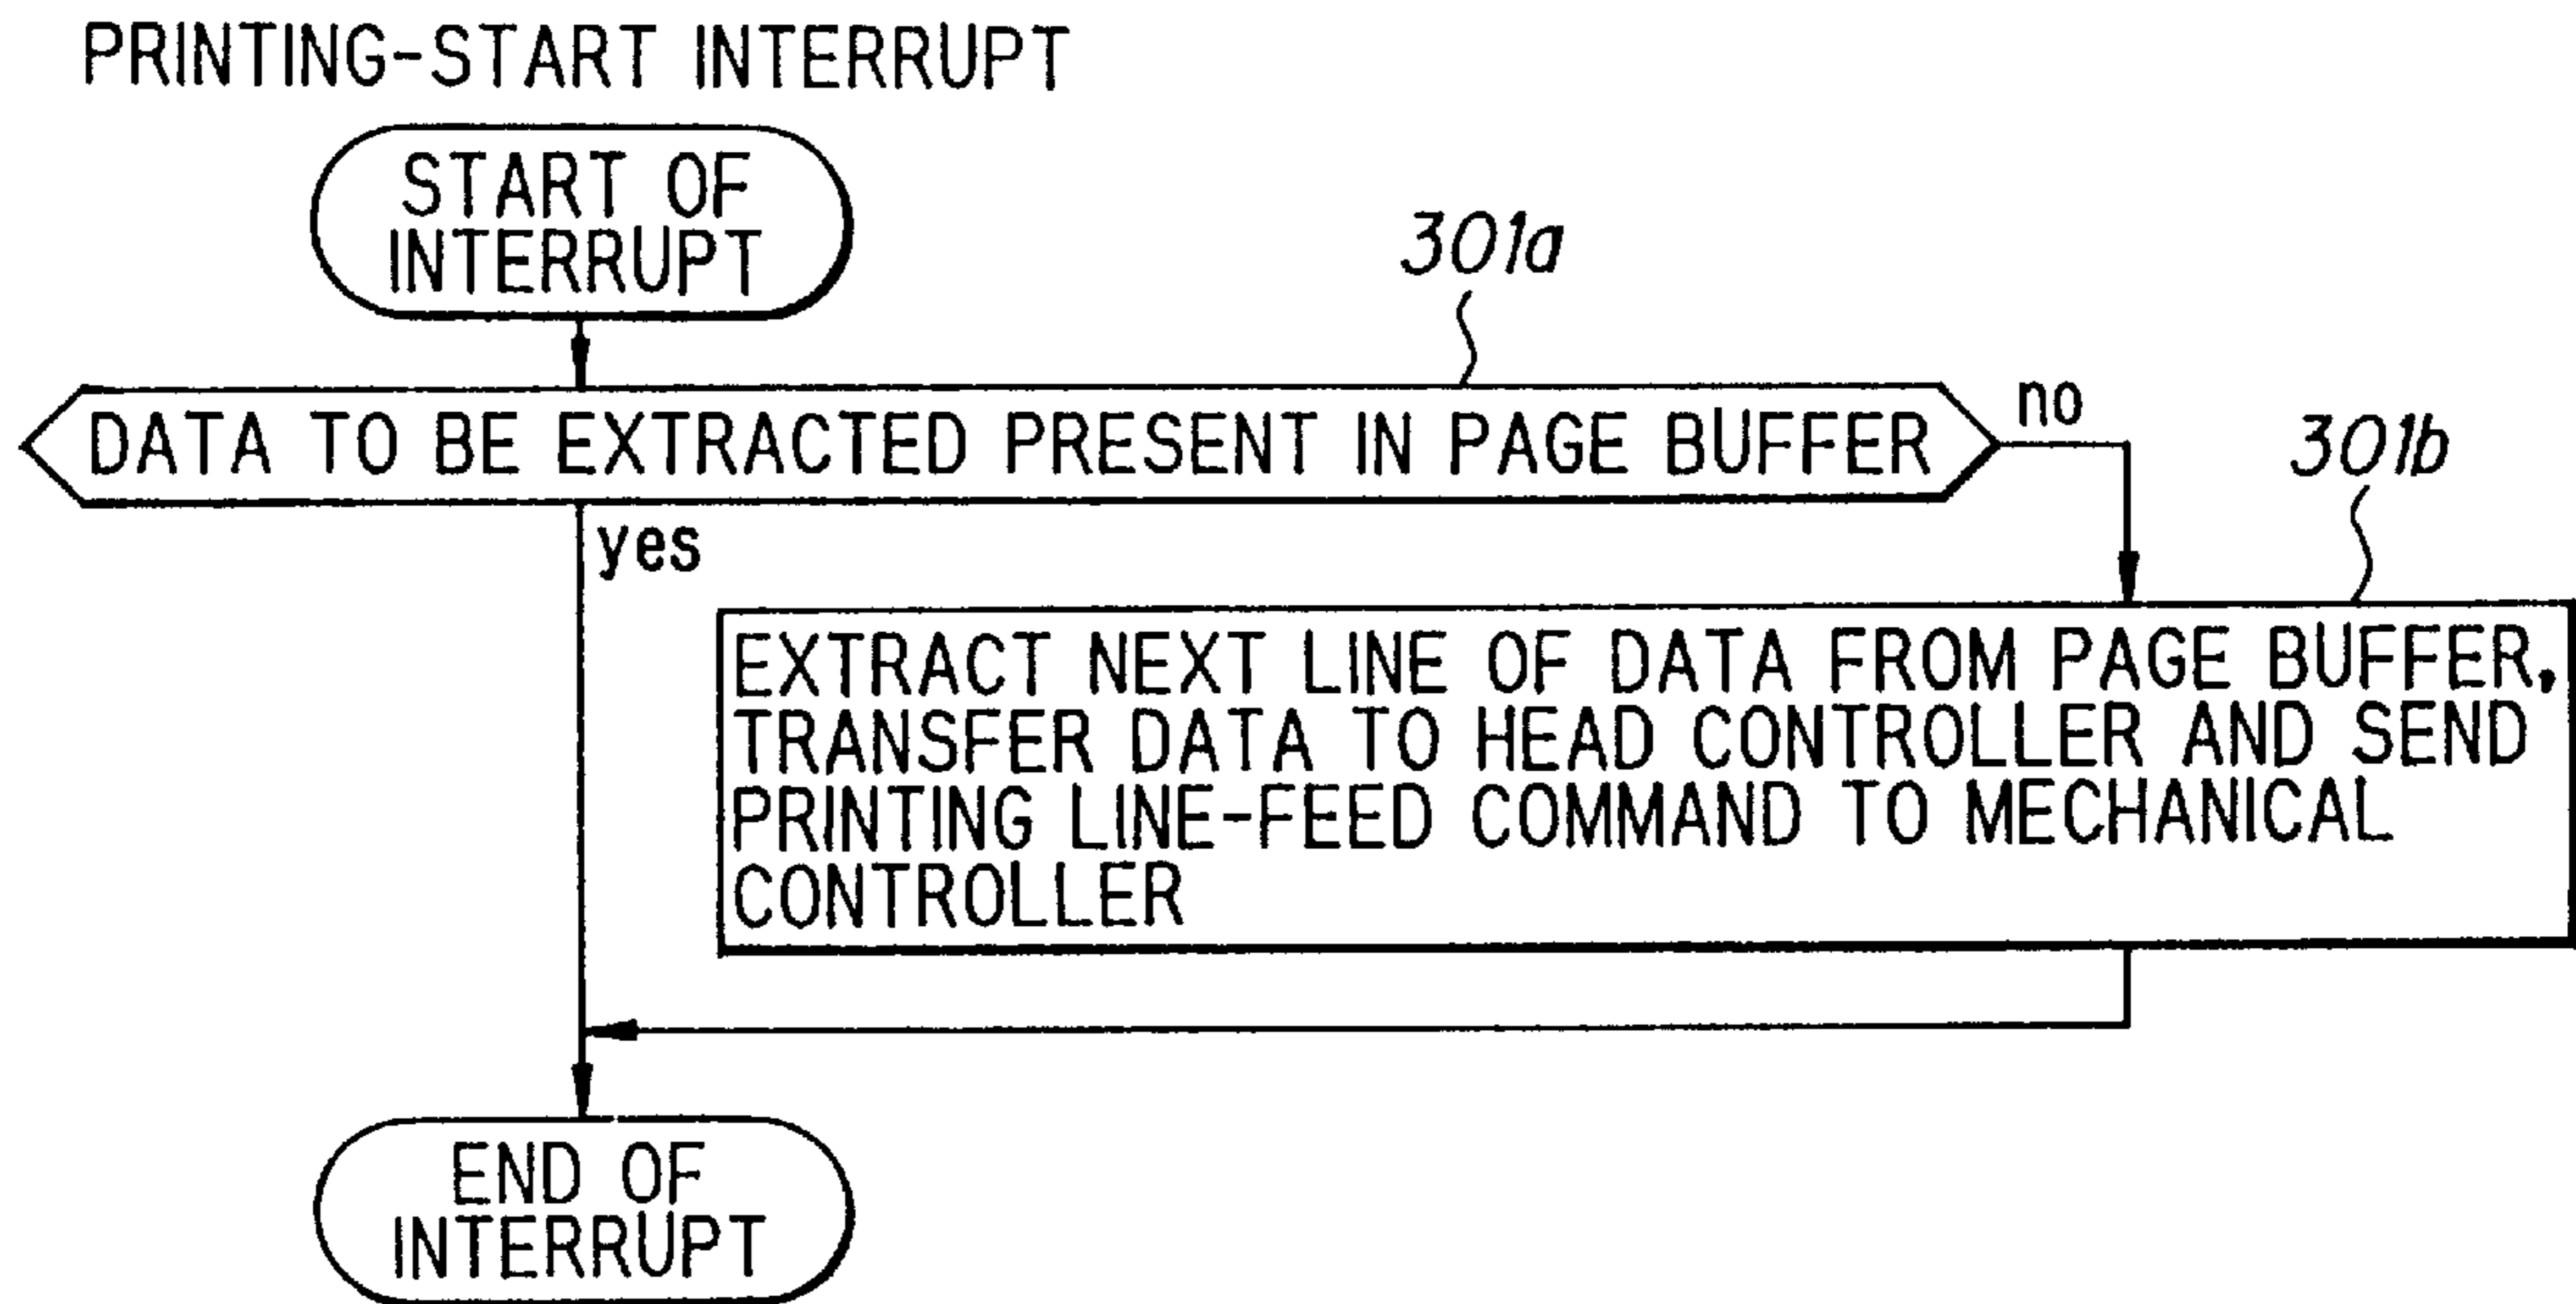 PRINTING-START INTERRUPT
START OF
INTERRUPT
301a
DATA TO BE EXTRACTED PRESENT IN PAGE BUFFER
no
301b
yes
EXTRACT NEXT LINE OF DATA FROM PAGE BUFFER,
TRANSFER DATA TO HEAD CONTROLLER AND SEND
PRINTING LINE-FEED COMMAND TO MECHANICAL
CONTROLLER
END OF
INTERRUPT